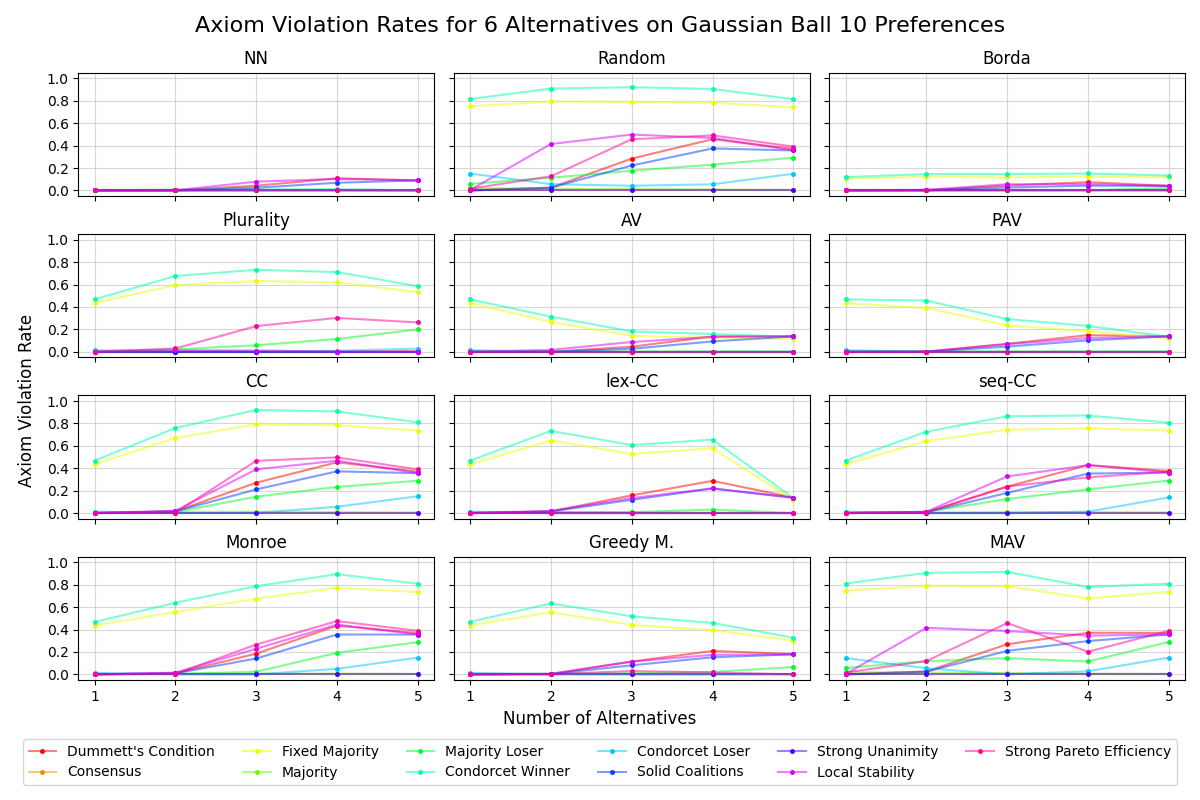 Axiom Violation Rates for 6 Alternatives on Gaussian Ball 10 Preferences
NN
Random
Borda
1.0
0.8
0.6
0.4
0.2
0.0
Plurality
AV
PAV
1.0
0.8
0.6
0.4
0.2
0.0
CC
lex-CC
seq-CC
1.0
0.8
0.6
0.4
0.2
0.0
Monroe
Greedy M.
MAV
1.0
0.8
0.6
0.4
0.2
0.0
1 2 3 4 5
1 2 3 4 5
1 2 3 4 5
Axiom Violation Rate
Number of Alternatives
Dummett's Condition
Consensus
Fixed Majority
Majority
Majority Loser
Condorcet Winner
Condorcet Loser
Solid Coalitions
Strong Unanimity
Local Stability
Strong Pareto Efficiency